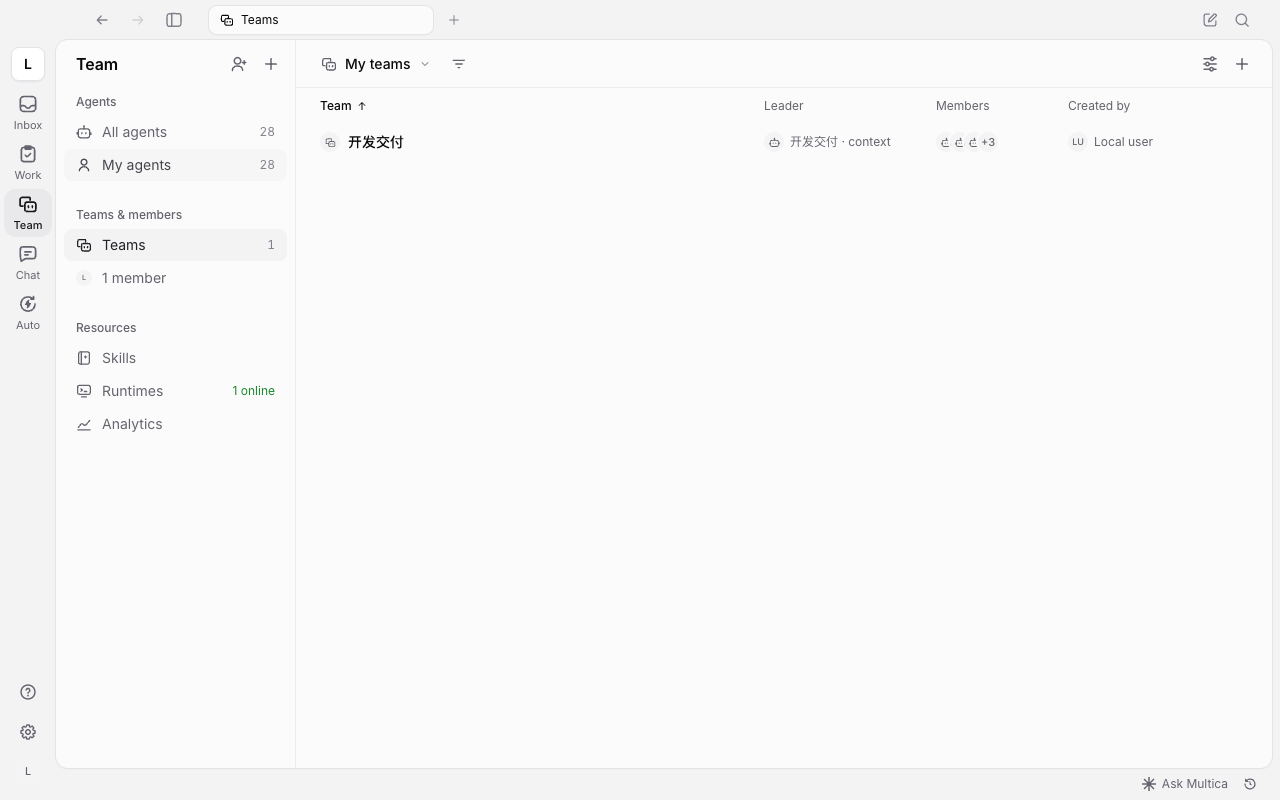 Teams
L
Inbox
Work
Team
Chat
Auto
L
Team
Agents
All agents 28
My agents 28
Teams & members
Teams 1
L 1 member
Resources
Skills
Runtimes 1 online
Analytics
My teams
Team ↑ Leader Members Created by
开发交付 开发交付 · context +3 LU Local user
Ask Multica